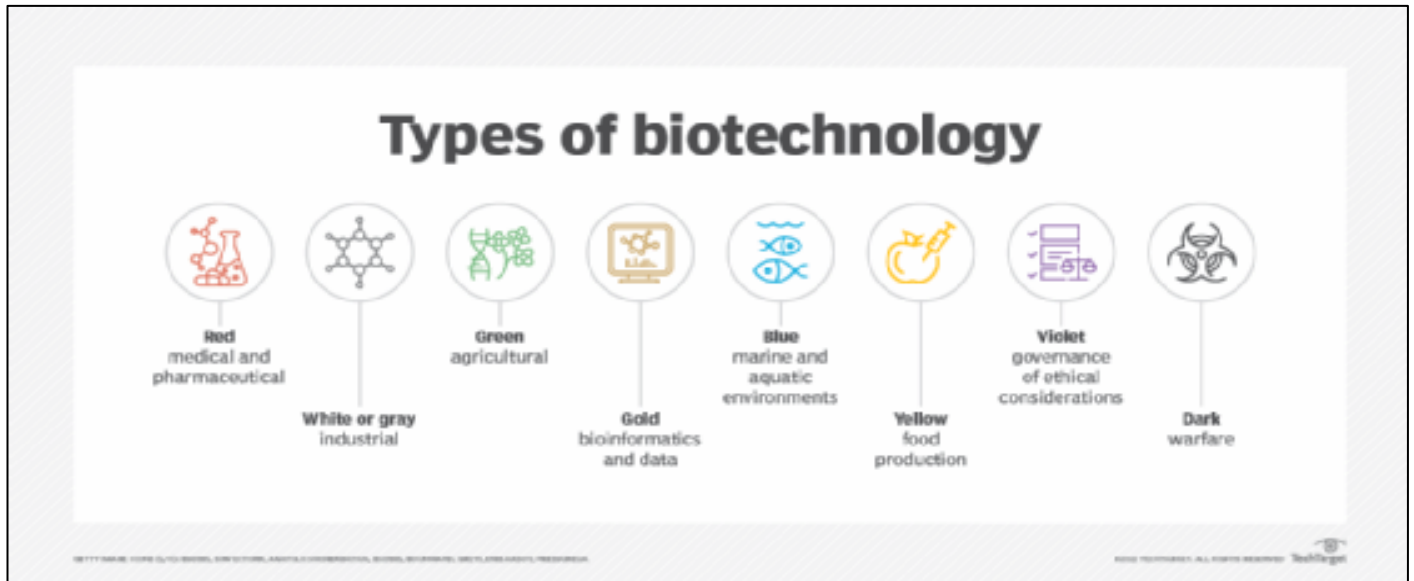 Types of biotechnology
Red
medical and
pharmaceutical
White or gray
industrial
Green
agricultural
Gold
bioinformatics
and data
Blue
marine and
aquatic
environments
Yellow
food
production
Violet
governance
of ethical
considerations
Dark
warfare
TechTarget